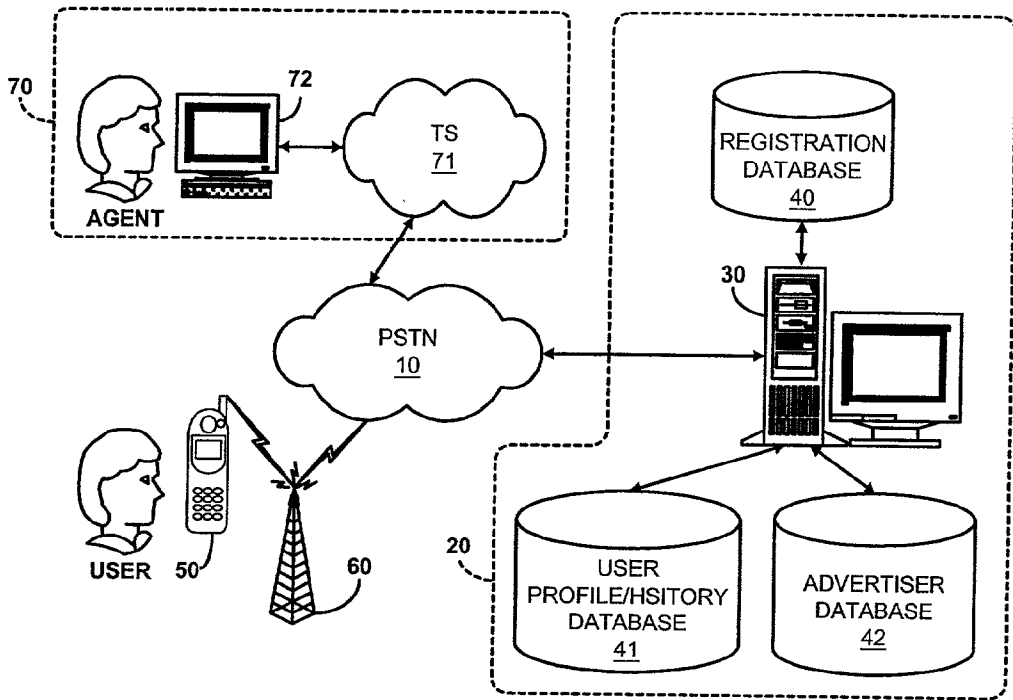 70
72
TS
71
AGENT
REGISTRATION
DATABASE
40
30
PSTN
10
USER
50
60
20
USER
PROFILE/HSITORY
DATABASE
41
ADVERTISER
DATABASE
42